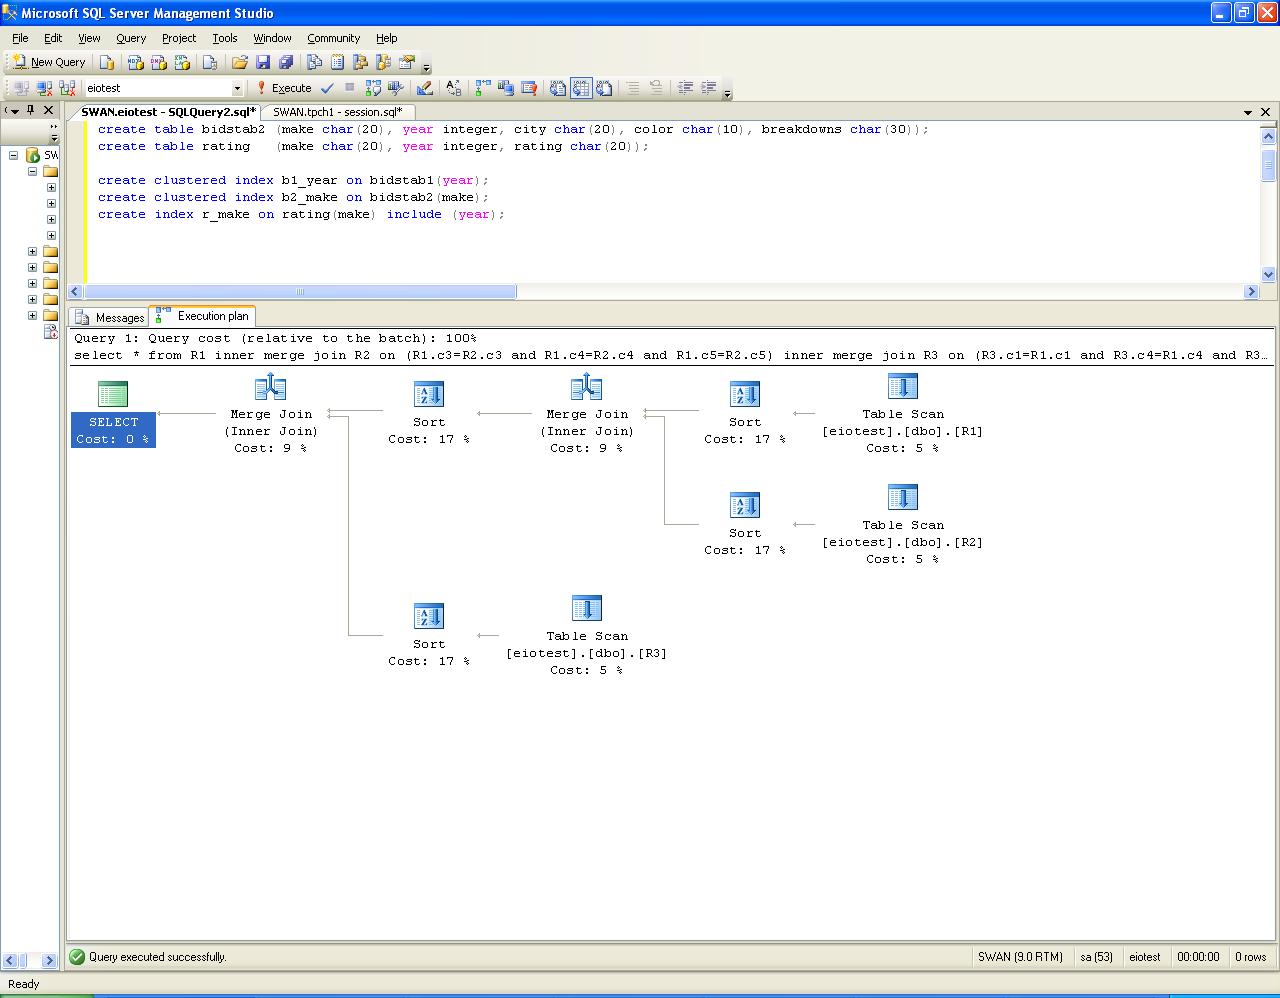 Microsoft SQL Server Management Studio
File Edit View Query Project Tools Window Community Help
New Query
eiotest Execute
SWAN.eiotest - SQLQuery2.sql* SWAN.tpch1 - session.sql*
create table bidstab2 (make char(20), year integer, city char(20), color char(10), breakdowns char(30));
create table rating (make char(20), year integer, rating char(20));
create clustered index b1_year on bidstab1(year);
create clustered index b2_make on bidstab2(make);
create index r_make on rating(make) include (year);
SW
Messages Execution plan
Query 1: Query cost (relative to the batch): 100%
select * from R1 inner merge join R2 on (R1.c3=R2.c3 and R1.c4=R2.c4 and R1.c5=R2.c5) inner merge join R3 on (R3.c1=R1.c1 and R3.c4=R1.c4 and R3…
SELECT
Cost: 0 %
Merge Join
(Inner Join)
Cost: 9 %
Sort
Cost: 17 %
Merge Join
(Inner Join)
Cost: 9 %
Sort
Cost: 17 %
Table Scan
[eiotest].[dbo].[R1]
Cost: 5 %
Sort
Cost: 17 %
Table Scan
[eiotest].[dbo].[R2]
Cost: 5 %
Sort
Cost: 17 %
Table Scan
[eiotest].[dbo].[R3]
Cost: 5 %
Query executed successfully. SWAN (9.0 RTM) sa (53) eiotest 00:00:00 0 rows
Ready